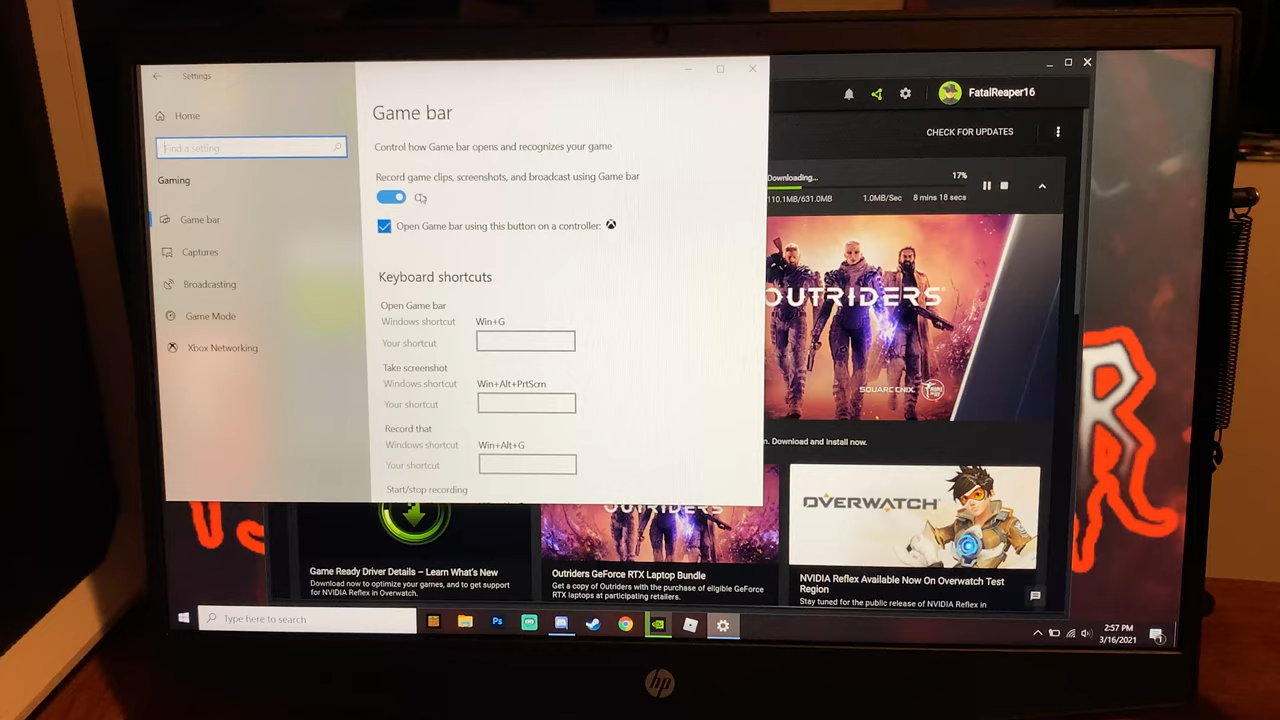 Settings
Home
Find a setting
Gaming
Game bar
Captures
Broadcasting
Game Mode
Xbox Networking
Game bar
Control how Game bar opens and recognizes your game
Record game clips, screenshots, and broadcast using Game bar
Open Game bar using this button on a controller:
Keyboard shortcuts
Open Game bar
Windows shortcut Win+G
Your shortcut
Take screenshot
Windows shortcut Win+Alt+PrtScrn
Your shortcut
Record that
Windows shortcut Win+Alt+G
Your shortcut
Start/stop recording
FatalReaper16
CHECK FOR UPDATES
Downloading... 17%
110.1MB/631.0MB 1.0MB/Sec 8 mins 18 secs
OUTRIDERS
SQUARE ENIX
Download and install now.
OUTRIDERS
OVERWATCH
Game Ready Driver Details – Learn What's New
Download now to optimize your games, and to get support
for NVIDIA Reflex in Overwatch.
Outriders GeForce RTX Laptop Bundle
Get a copy of Outriders with the purchase of eligible GeForce
RTX laptops at participating retailers.
NVIDIA Reflex Available Now On Overwatch Test
Region
Stay tuned for the public release of NVIDIA Reflex in
Type here to search
Ps
2:57 PM
3/16/2021
1
hp